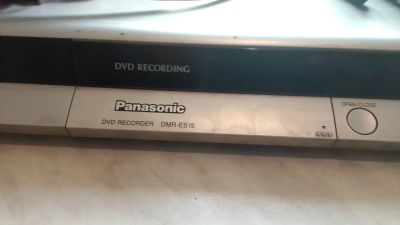 DVD RECORDING
Panasonic
OPEN/CLOSE
DVD RECORDER DMR-ES15